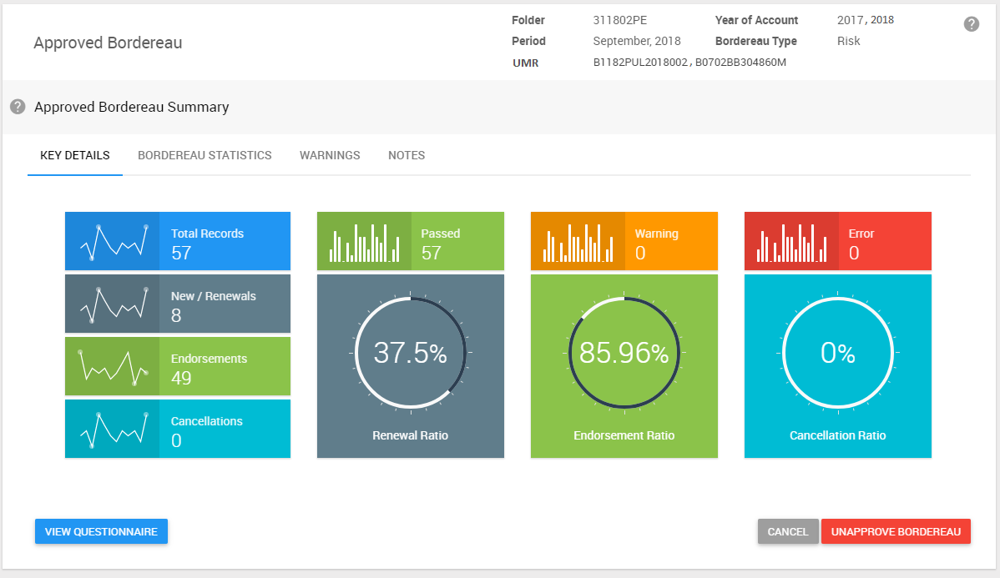 Approved Bordereau
Folder 311802PE Year of Account 2017, 2018
Period September, 2018 Bordereau Type Risk
UMR B1182PUL2018002, B0702BB304860M
?
? Approved Bordereau Summary
KEY DETAILS BORDEREAU STATISTICS WARNINGS NOTES
Total Records
57
New / Renewals
8
Endorsements
49
Cancellations
0
Passed
57
Warning
0
Error
0
37.5%
Renewal Ratio
85.96%
Endorsement Ratio
0%
Cancellation Ratio
VIEW QUESTIONNAIRE CANCEL UNAPPROVE BORDEREAU